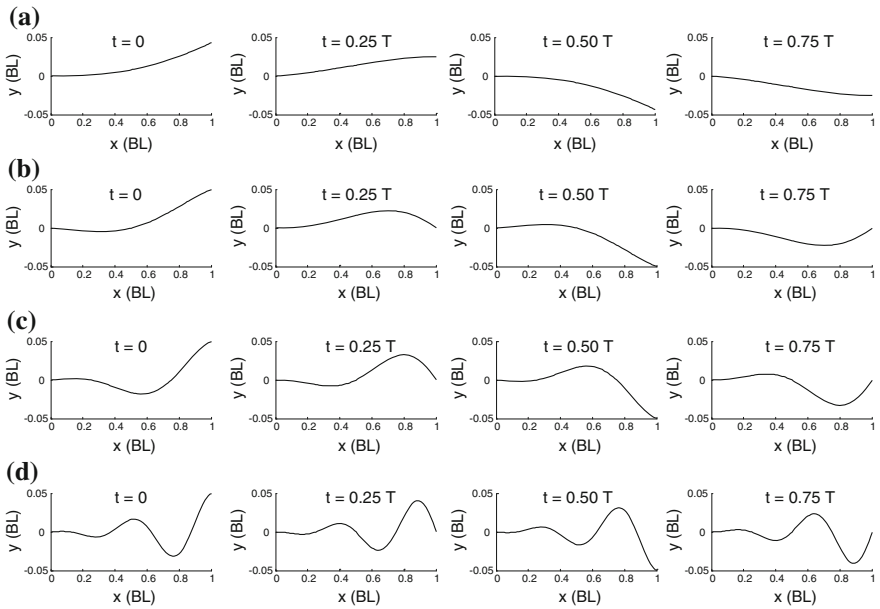 (a)
t = 0
t = 0.25 T
t = 0.50 T
t = 0.75 T
y (BL)
0.05
0
-0.05
0 0.2 0.4 0.6 0.8 1
x (BL)
y (BL)
0.05
0
-0.05
0 0.2 0.4 0.6 0.8 1
x (BL)
y (BL)
0.05
0
-0.05
0 0.2 0.4 0.6 0.8 1
x (BL)
y (BL)
0.05
0
-0.05
0 0.2 0.4 0.6 0.8 1
x (BL)
(b)
t = 0
t = 0.25 T
t = 0.50 T
t = 0.75 T
y (BL)
0.05
0
-0.05
0 0.2 0.4 0.6 0.8 1
x (BL)
y (BL)
0.05
0
-0.05
0 0.2 0.4 0.6 0.8 1
x (BL)
y (BL)
0.05
0
-0.05
0 0.2 0.4 0.6 0.8 1
x (BL)
y (BL)
0.05
0
-0.05
0 0.2 0.4 0.6 0.8 1
x (BL)
(c)
t = 0
t = 0.25 T
t = 0.50 T
t = 0.75 T
y (BL)
0.05
0
-0.05
0 0.2 0.4 0.6 0.8 1
x (BL)
y (BL)
0.05
0
-0.05
0 0.2 0.4 0.6 0.8 1
x (BL)
y (BL)
0.05
0
-0.05
0 0.2 0.4 0.6 0.8 1
x (BL)
y (BL)
0.05
0
-0.05
0 0.2 0.4 0.6 0.8 1
x (BL)
(d)
t = 0
t = 0.25 T
t = 0.50 T
t = 0.75 T
y (BL)
0.05
0
-0.05
0 0.2 0.4 0.6 0.8 1
x (BL)
y (BL)
0.05
0
-0.05
0 0.2 0.4 0.6 0.8 1
x (BL)
y (BL)
0.05
0
-0.05
0 0.2 0.4 0.6 0.8 1
x (BL)
y (BL)
0.05
0
-0.05
0 0.2 0.4 0.6 0.8 1
x (BL)